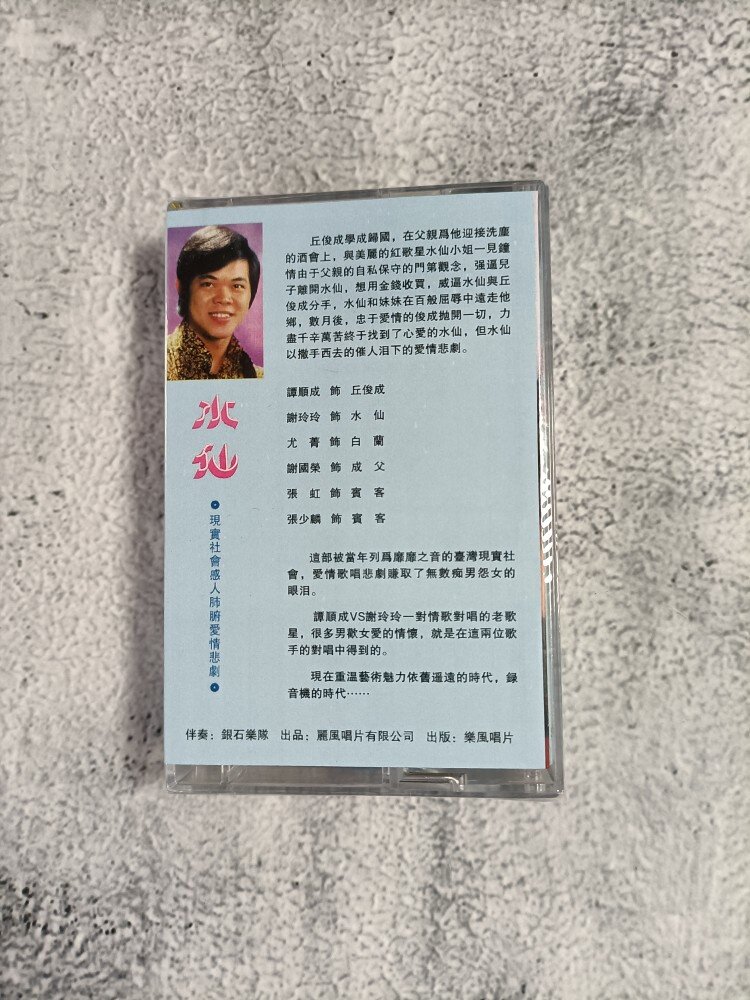 丘俊成學成歸國，在父親爲他迎接洗塵
的酒會上，與美麗的紅歌星水仙小姐一見鐘
情由于父親的自私保守的門第觀念，强逼兒
子離開水仙，想用金錢收買，威逼水仙與丘
俊成分手，水仙和妹妹在百般屈辱中遠走他
鄉，數月後，忠于愛情的俊成抛開一切，力
盡千辛萬苦終于找到了心愛的水仙，但水仙
以撒手西去的催人泪下的愛情悲劇。
水
仙
現實社會感人肺腑愛情悲劇
譚順成 飾 丘俊成
謝玲玲 飾 水 仙
尤 菁 飾 白 蘭
謝國榮 飾 成 父
張 虹 飾 賓 客
張少麟 飾 賓 客
這部被當年列爲靡靡之音的臺灣現實社
會，愛情歌唱悲劇賺取了無數痴男怨女的
眼泪。
譚順成VS謝玲玲一對情歌對唱的老歌
星，很多男歡女愛的情懷，就是在這兩位歌
手的對唱中得到的。
現在重溫藝術魅力依舊遥遠的時代，録
音機的時代……
伴奏：銀石樂隊 出品：麗風唱片有限公司 出版：樂風唱片